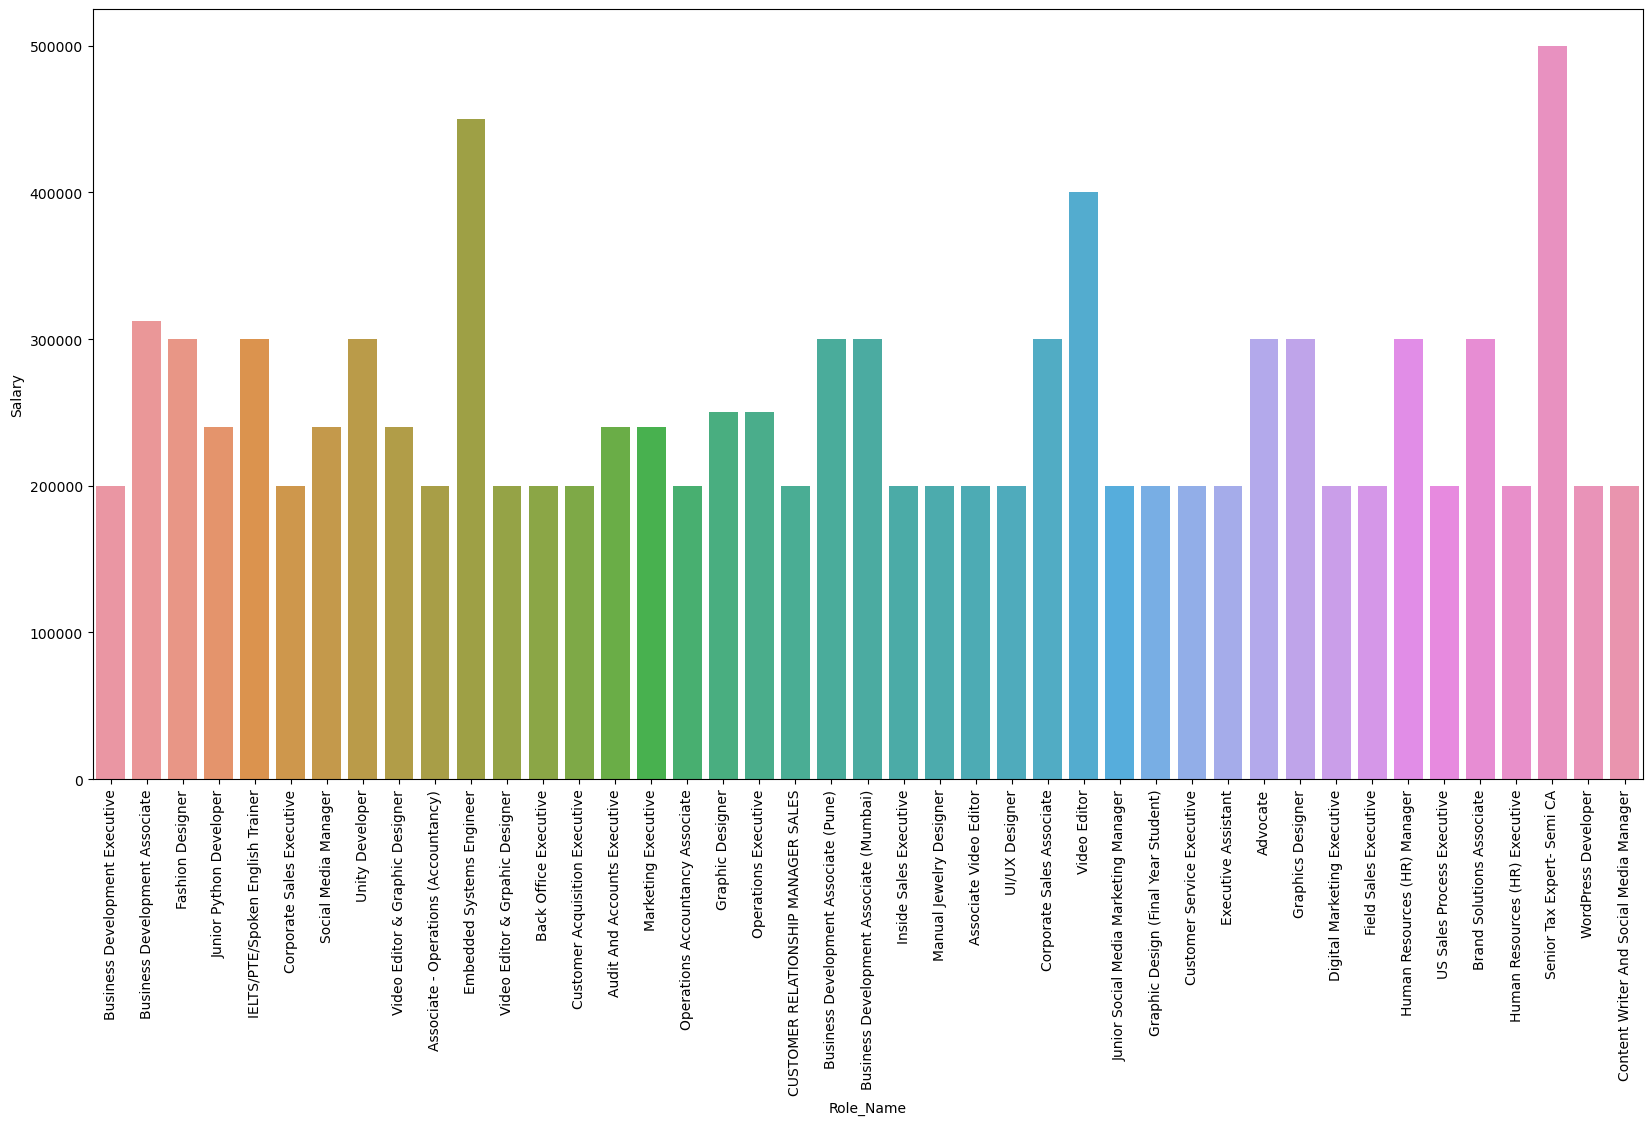 500000
400000
300000
200000
100000
0
Salary
Business Development Executive
Business Development Associate
Fashion Designer
Junior Python Developer
IELTS/PTE/Spoken English Trainer
Corporate Sales Executive
Social Media Manager
Unity Developer
Video Editor & Graphic Designer
Associate - Operations (Accountancy)
Embedded Systems Engineer
Video Editor & Grpahic Designer
Back Office Executive
Customer Acquisition Executive
Audit And Accounts Executive
Marketing Executive
Operations Accountancy Associate
Graphic Designer
Operations Executive
CUSTOMER RELATIONSHIP MANAGER SALES
Business Development Associate (Pune)
Business Development Associate (Mumbai)
Inside Sales Executive
Manual Jewelry Designer
Associate Video Editor
UI/UX Designer
Corporate Sales Associate
Video Editor
Junior Social Media Marketing Manager
Graphic Design (Final Year Student)
Customer Service Executive
Executive Assistant
Advocate
Graphics Designer
Digital Marketing Executive
Field Sales Executive
Human Resources (HR) Manager
US Sales Process Executive
Brand Solutions Associate
Human Resources (HR) Executive
Senior Tax Expert- Semi CA
WordPress Developer
Content Writer And Social Media Manager
Role_Name